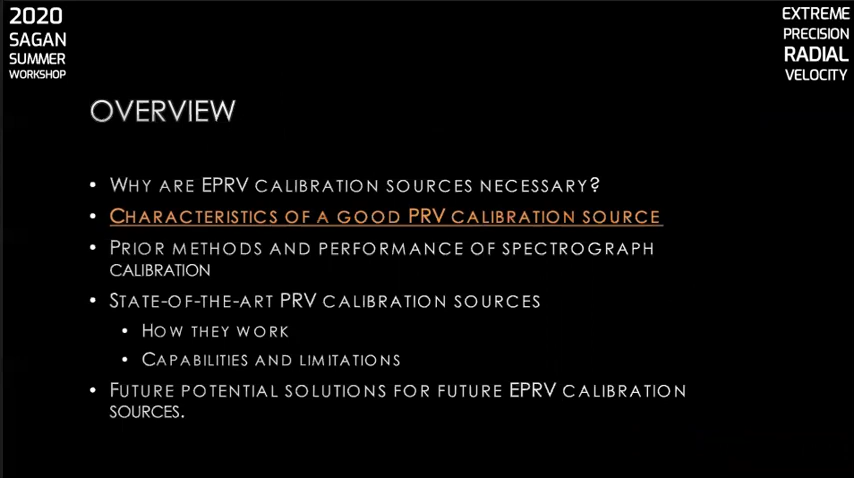 2020
SAGAN
SUMMER
WORKSHOP
EXTREME
PRECISION
RADIAL
VELOCITY
OVERVIEW
• WHY ARE EPRV CALIBRATION SOURCES NECESSARY?
• CHARACTERISTICS OF A GOOD PRV CALIBRATION SOURCE
• PRIOR METHODS AND PERFORMANCE OF SPECTROGRAPH
CALIBRATION
• STATE-OF-THE-ART PRV CALIBRATION SOURCES
• HOW THEY WORK
• CAPABILITIES AND LIMITATIONS
• FUTURE POTENTIAL SOLUTIONS FOR FUTURE EPRV CALIBRATION
SOURCES.